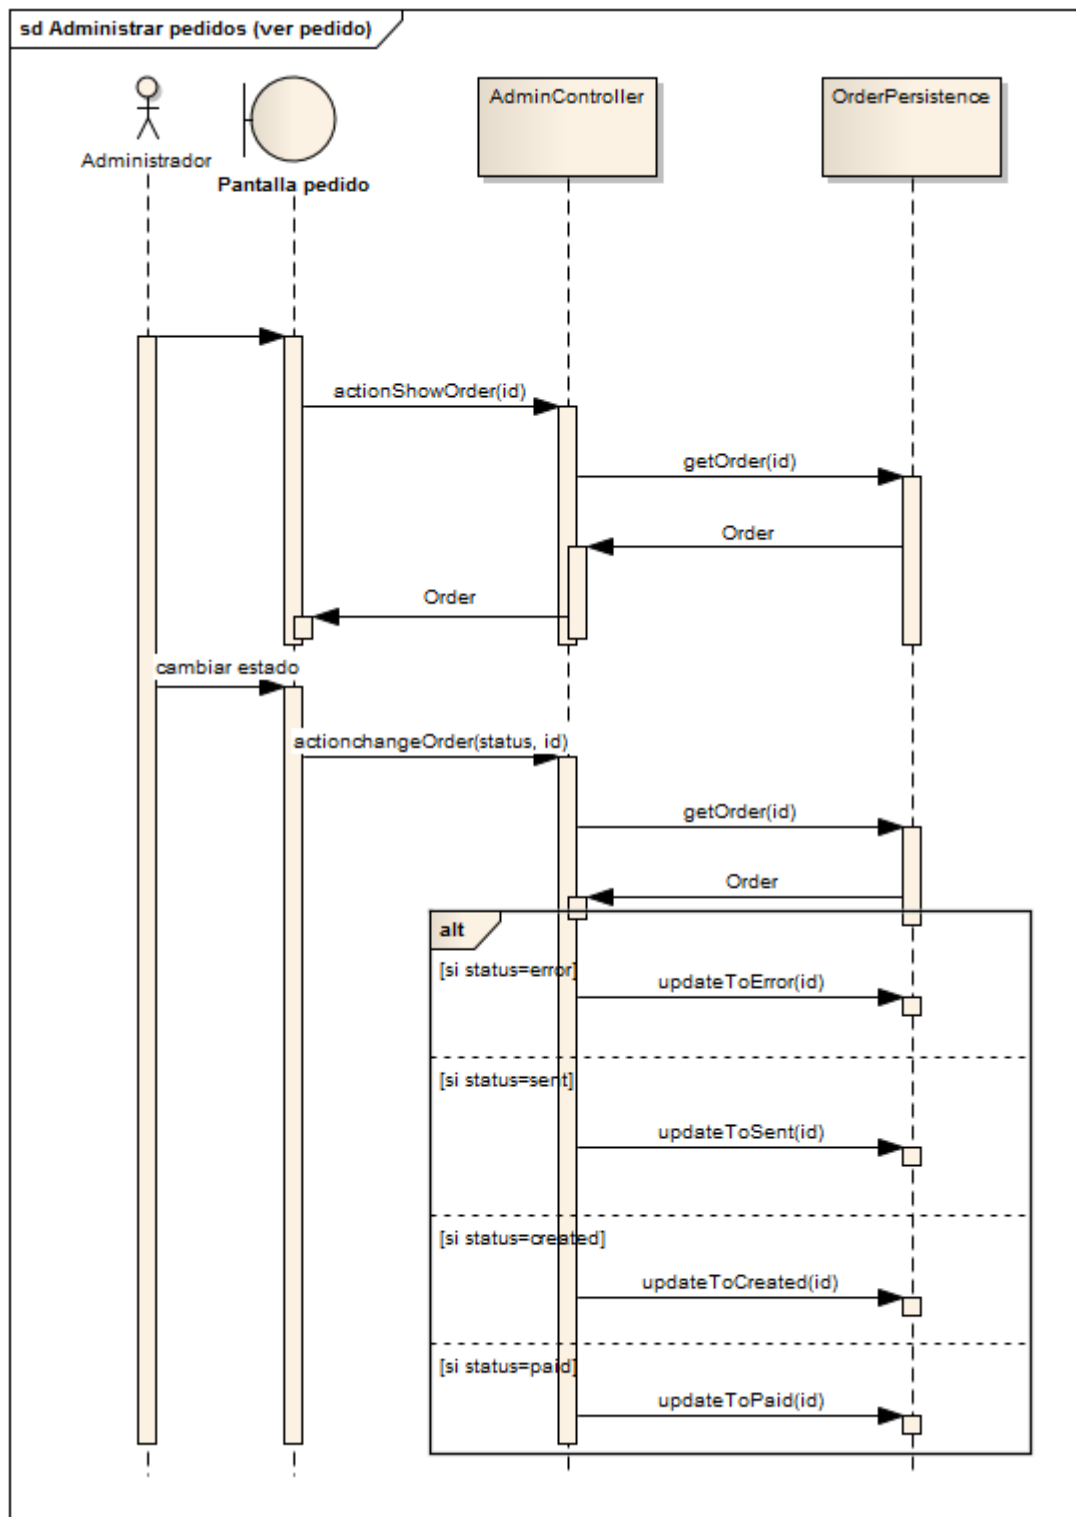 sd Administrar pedidos (ver pedido)
Administrador
Pantalla pedido
AdminController
OrderPersistence
actionShowOrder(id)
getOrder(id)
Order
Order
cambiar estado
actionchangeOrder(status, id)
getOrder(id)
Order
alt
[si status=error]
updateToError(id)
[si status=sent]
updateToSent(id)
[si status=created]
updateToCreated(id)
[si status=paid]
updateToPaid(id)